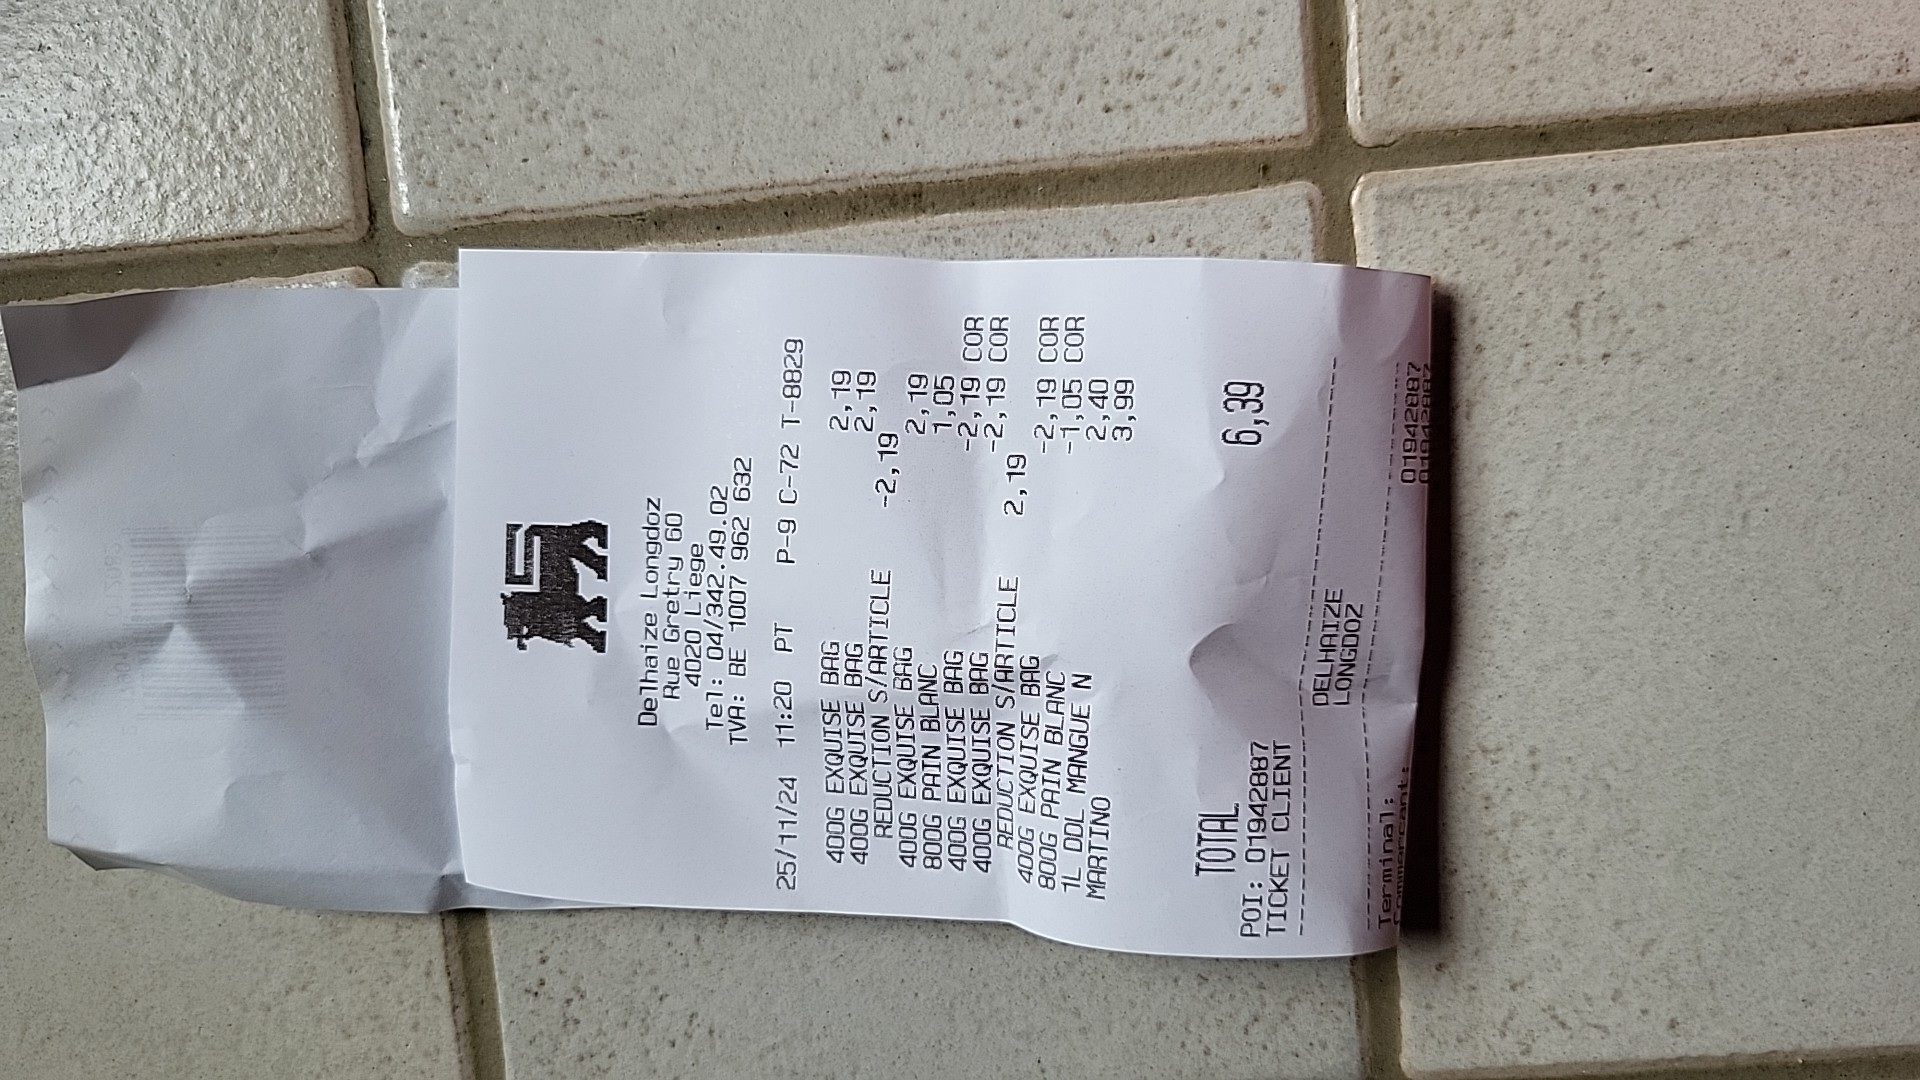 Delhaize Longdoz
Rue Gretry 60
4020 Liege
Tel: 04/342.49.02
TVA: BE 1007 962 632
25/11/24 11:20 PT P-9 C-72 T-8829
400G EXQUISE BAG 2,19
400G EXQUISE BAG 2,19
REDUCTION S/ARTICLE -2,19
400G EXQUISE BAG 2,19
800G PAIN BLANC 1,05
400G EXQUISE BAG -2,19 COR
400G EXQUISE BAG -2,19 COR
REDUCTION S/ARTICLE 2,19
400G EXQUISE BAG -2,19 COR
800G PAIN BLANC -1,05 COR
1L DDL MANGUE N 2,40
MARTINO 3,99
TOTAL 6,39
POI: 01942887
TICKET CLIENT
DELHAIZE
LONGDOZ
Terminal: 01942887
Commercant: 01942887